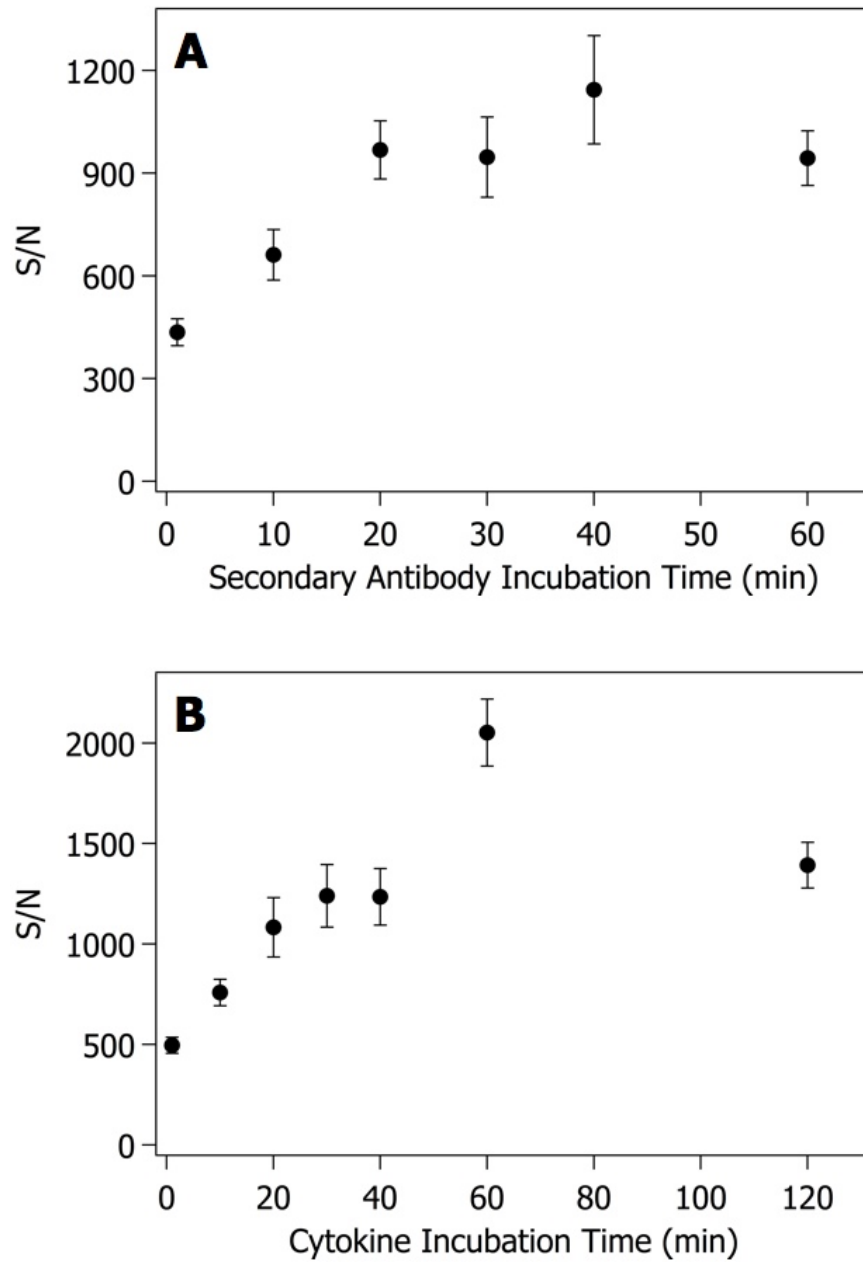 A
1200
900
600
300
0
S/N
0 10 20 30 40 50 60
Secondary Antibody Incubation Time (min)
B
2000
1500
1000
500
0
S/N
0 20 40 60 80 100 120
Cytokine Incubation Time (min)